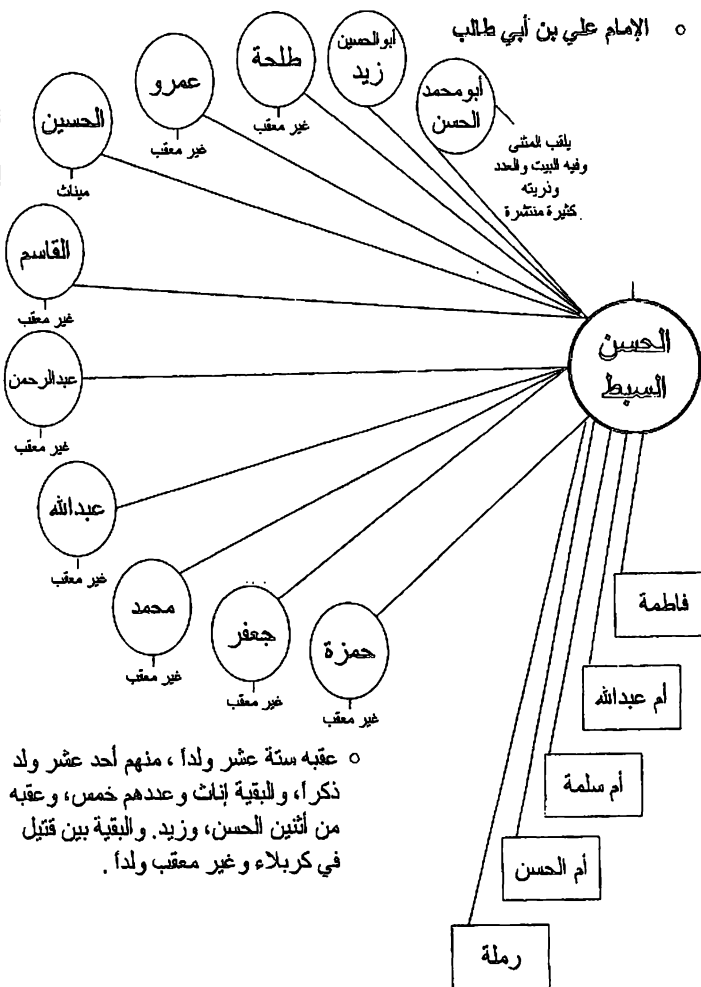 الإمام علي بن أبي طالب
أبو محمد
الحسن
يلقب المثنى
وفيه البيت والعدد
وذريته
كثيرة منتشرة
أبو الحسين
زيد
طلحة
غير معقب
عمرو
غير معقب
الحسين
ميناث
القاسم
غير معقب
عبدالرحمن
غير معقب
عبدالله
غير معقب
محمد
غير معقب
جعفر
غير معقب
حمزة
غير معقب
الحسن
السبط
فاطمة
أم عبدالله
أم سلمة
أم الحسن
رملة
عقبه ستة عشر ولداً ، منهم أحد عشر ولد
ذكراً، والبقية إناث وعددهم خمس، وعقبه
من أثنين الحسن، وزيد. والبقية بين قتيل
في كربلاء وغير معقب ولداً .